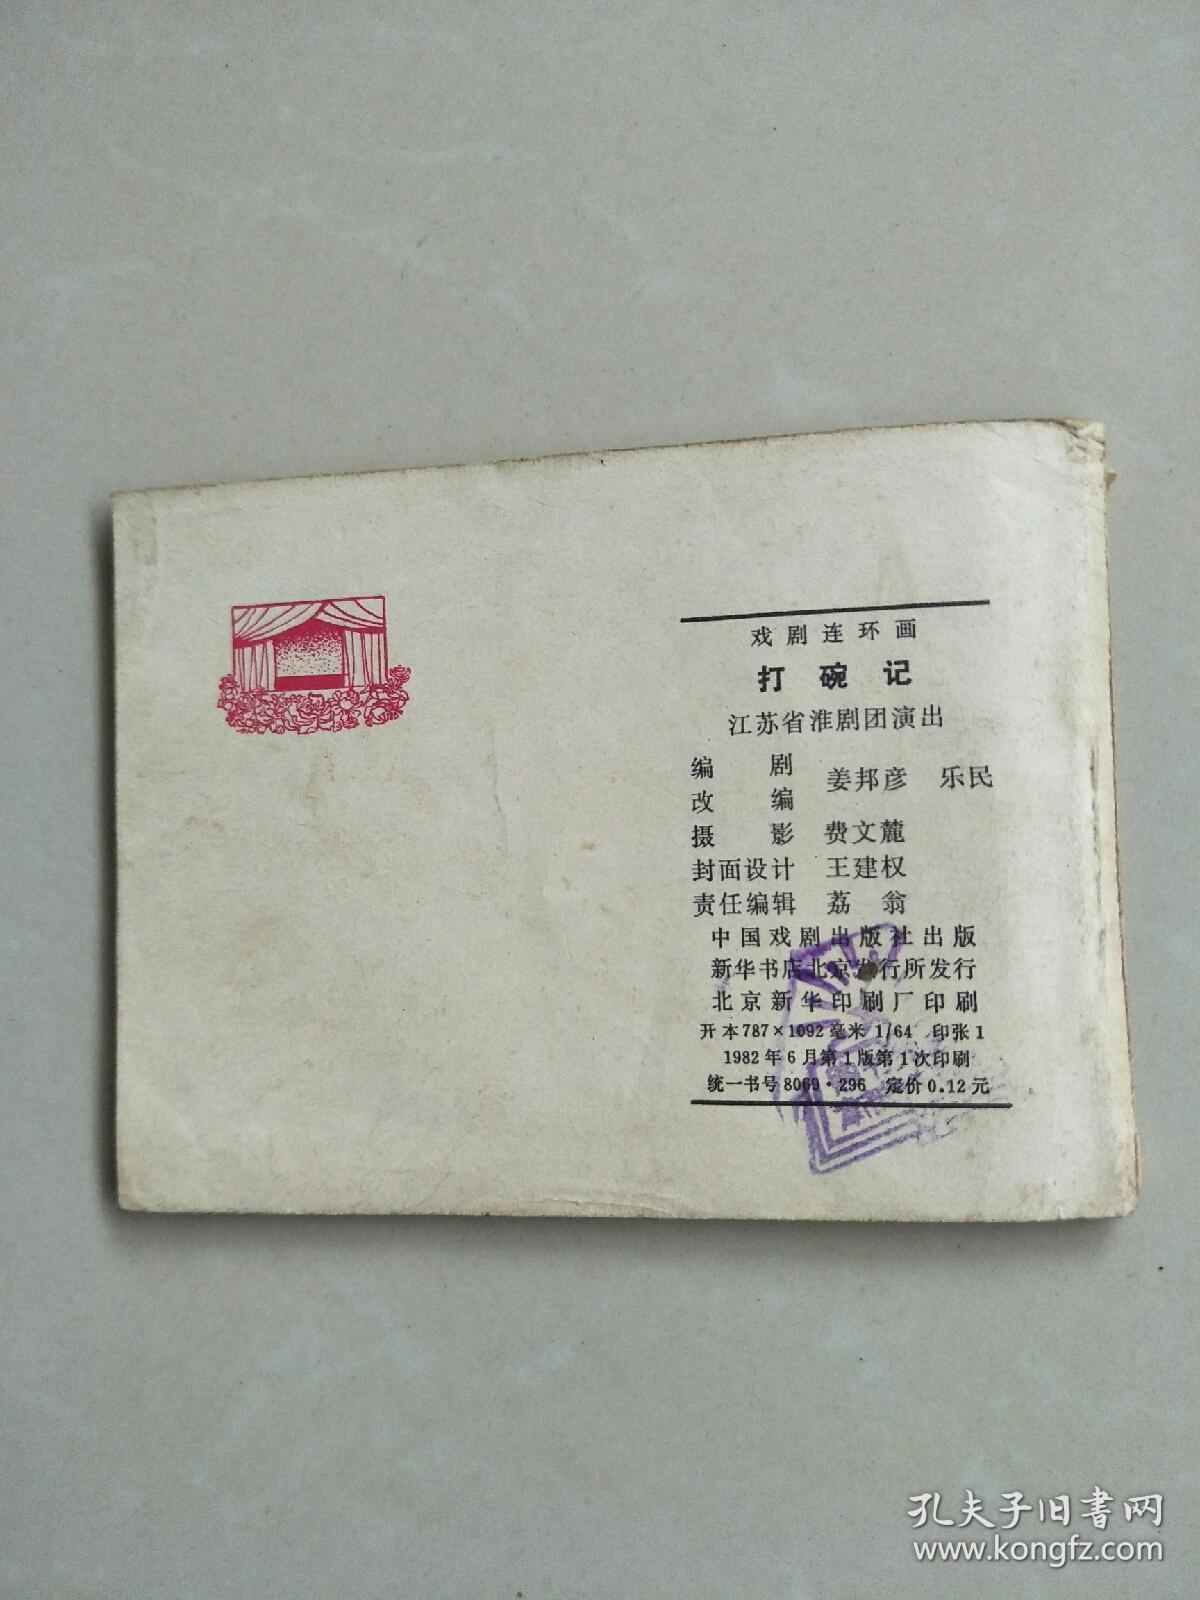 戏剧连环画
打碗记
江苏省淮剧团演出
编剧
改编 姜邦彦 乐民
摄影 费文麓
封面设计 王建权
责任编辑 荔翁
中国戏剧出版社出版
新华书店北京发行所发行
北京新华印刷厂印刷
开本787×1092毫米 1/64 印张1
1982年6月第1版第1次印刷
统一书号8069·296 定价0.12元
孔夫子旧书网
www.kongfz.com